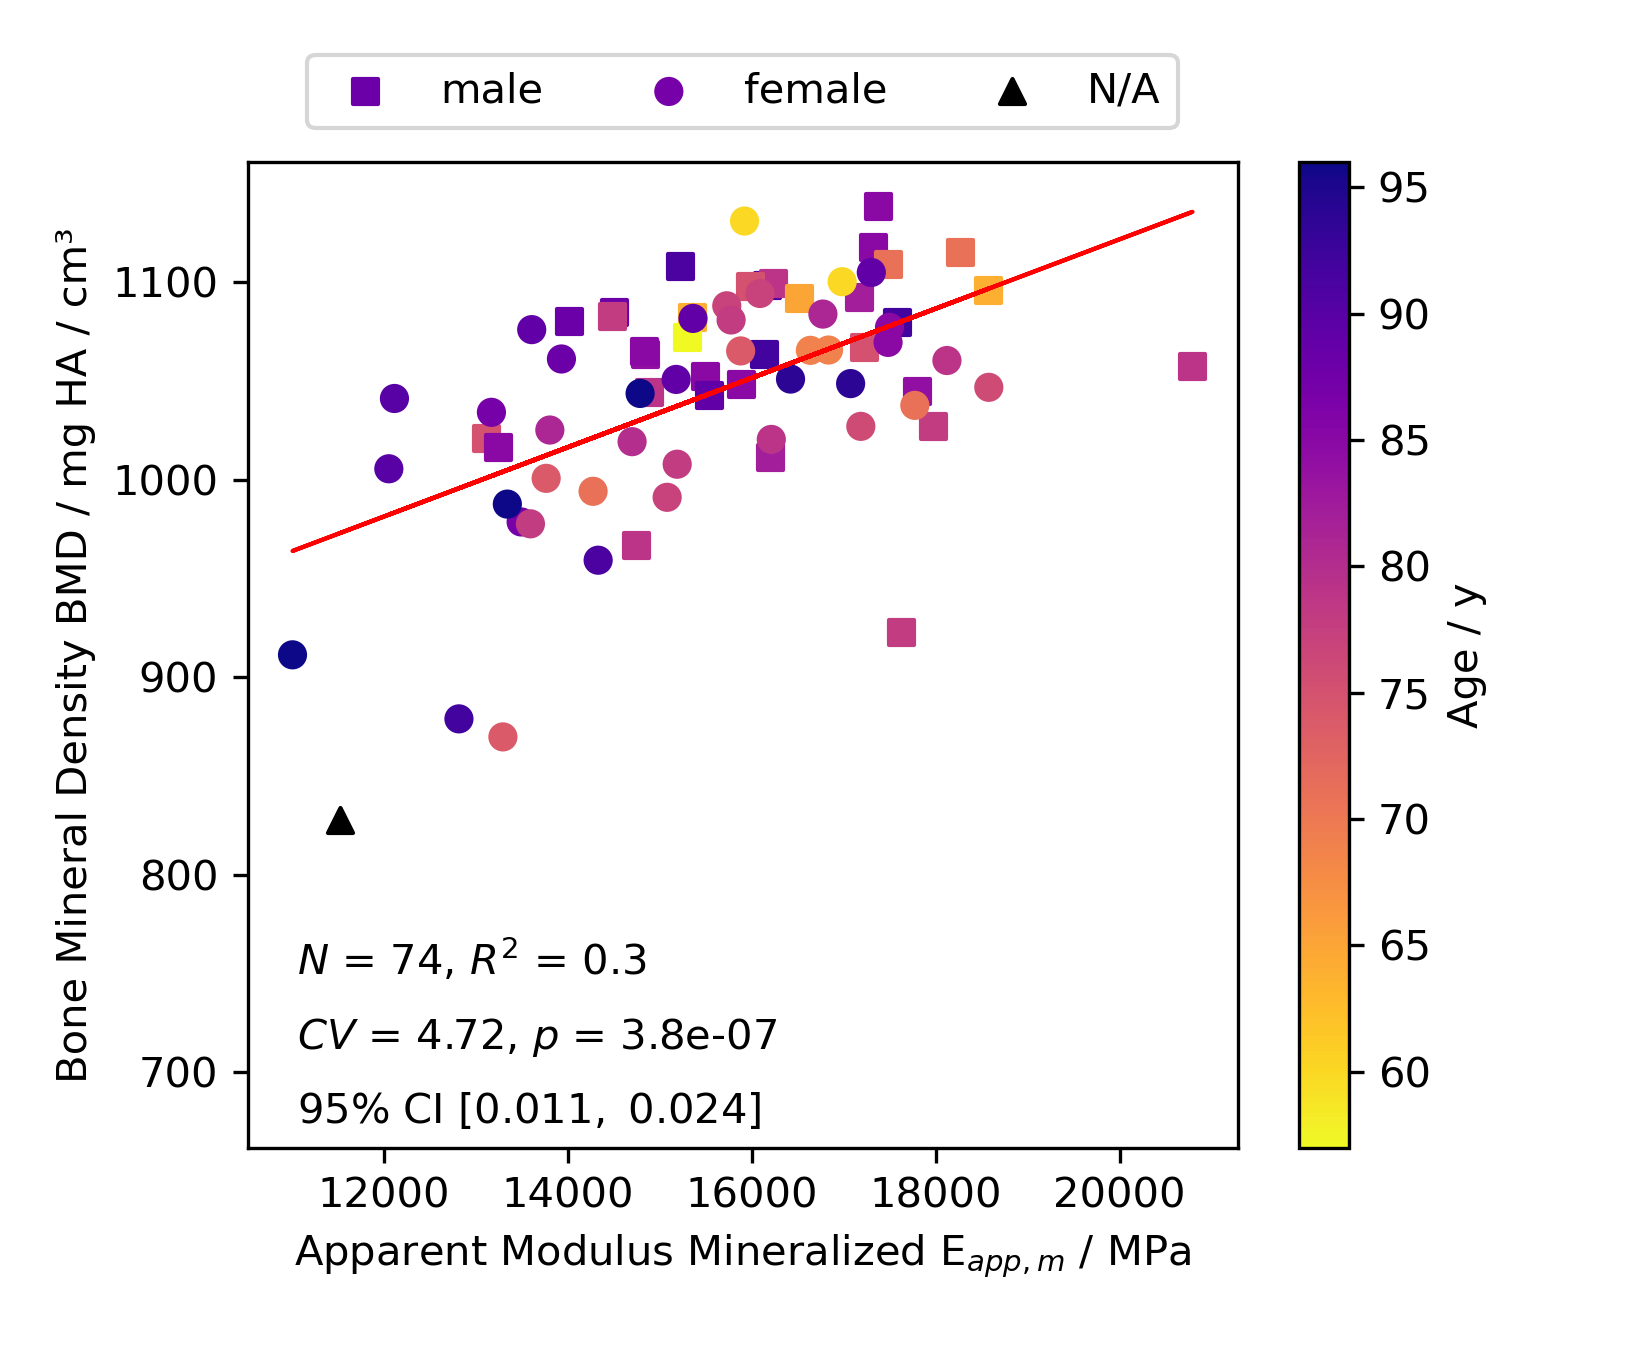 male female N/A
Bone Mineral Density BMD / mg HA / cm³
1100
1000
900
800
700
N = 74, R² = 0.3
CV = 4.72, p = 3.8e-07
95% CI [0.011, 0.024]
12000 14000 16000 18000 20000
Apparent Modulus Mineralized E_app,m / MPa
95
90
85
80
75
70
65
60
Age / y